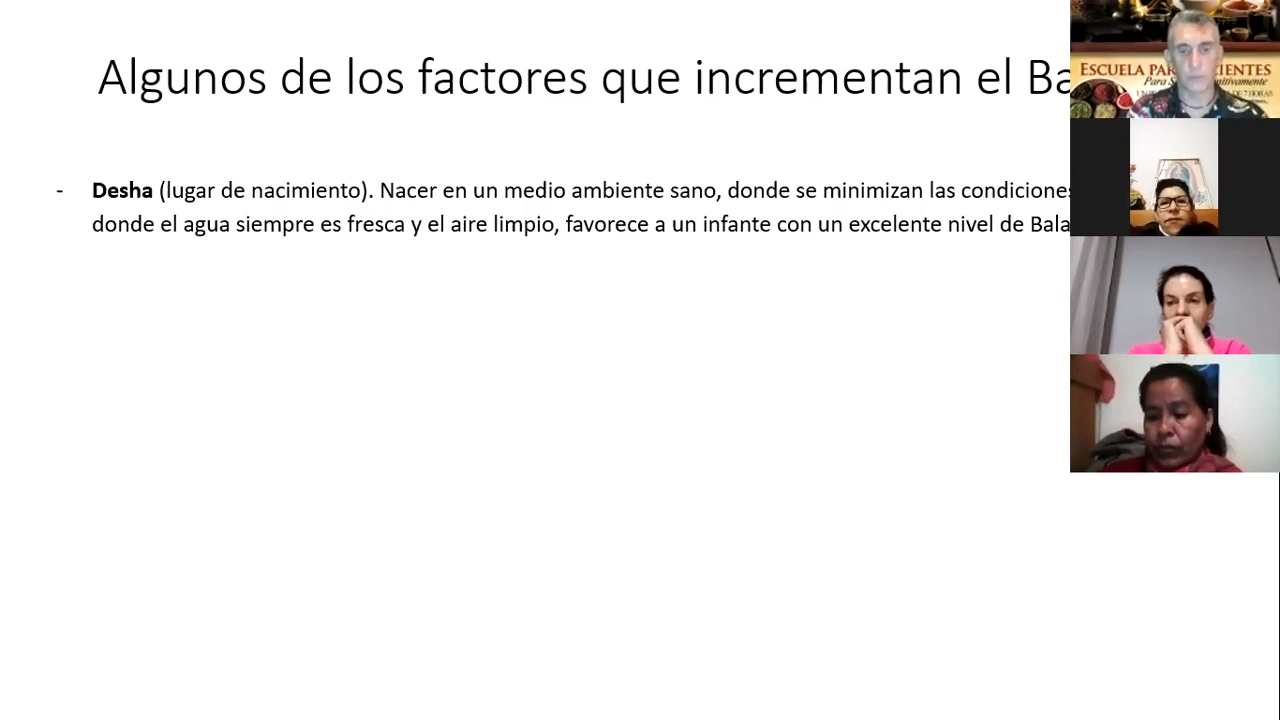 Algunos de los factores que incrementan el Ba
- Desha (lugar de nacimiento). Nacer en un medio ambiente sano, donde se minimizan las condiciones
donde el agua siempre es fresca y el aire limpio, favorece a un infante con un excelente nivel de Bala
ESCUELA PAR
Para